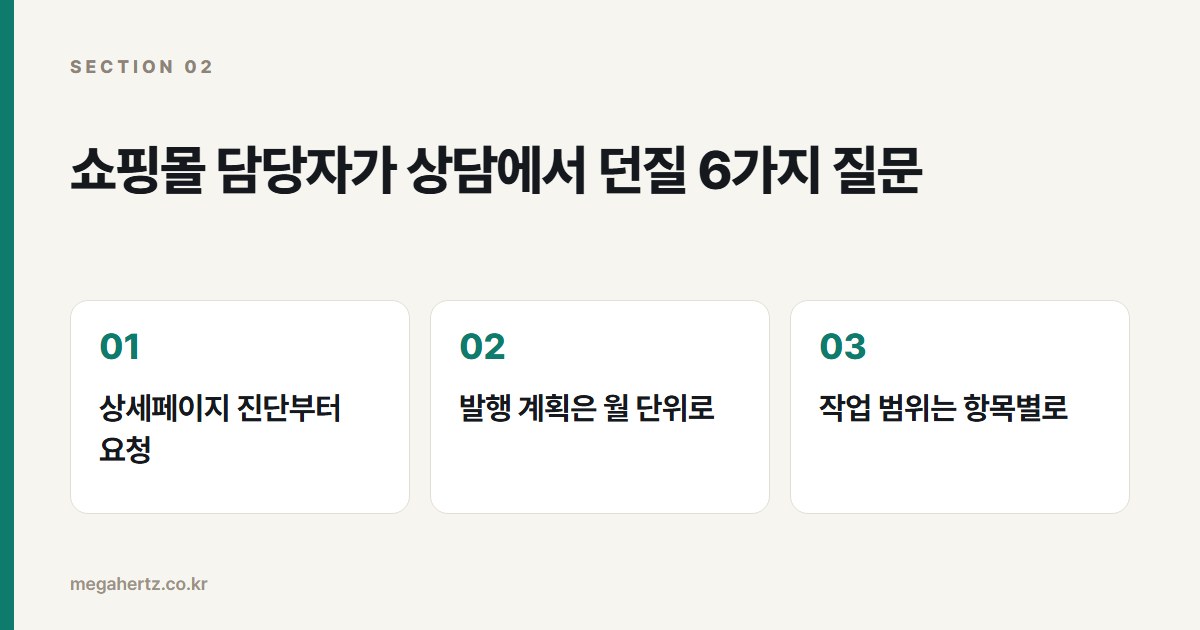 SECTION 02
쇼핑몰 담당자가 상담에서 던질 6가지 질문
01
상세페이지 진단부터
요청
02
발행 계획은 월 단위로
03
작업 범위는 항목별로
megahertz.co.kr